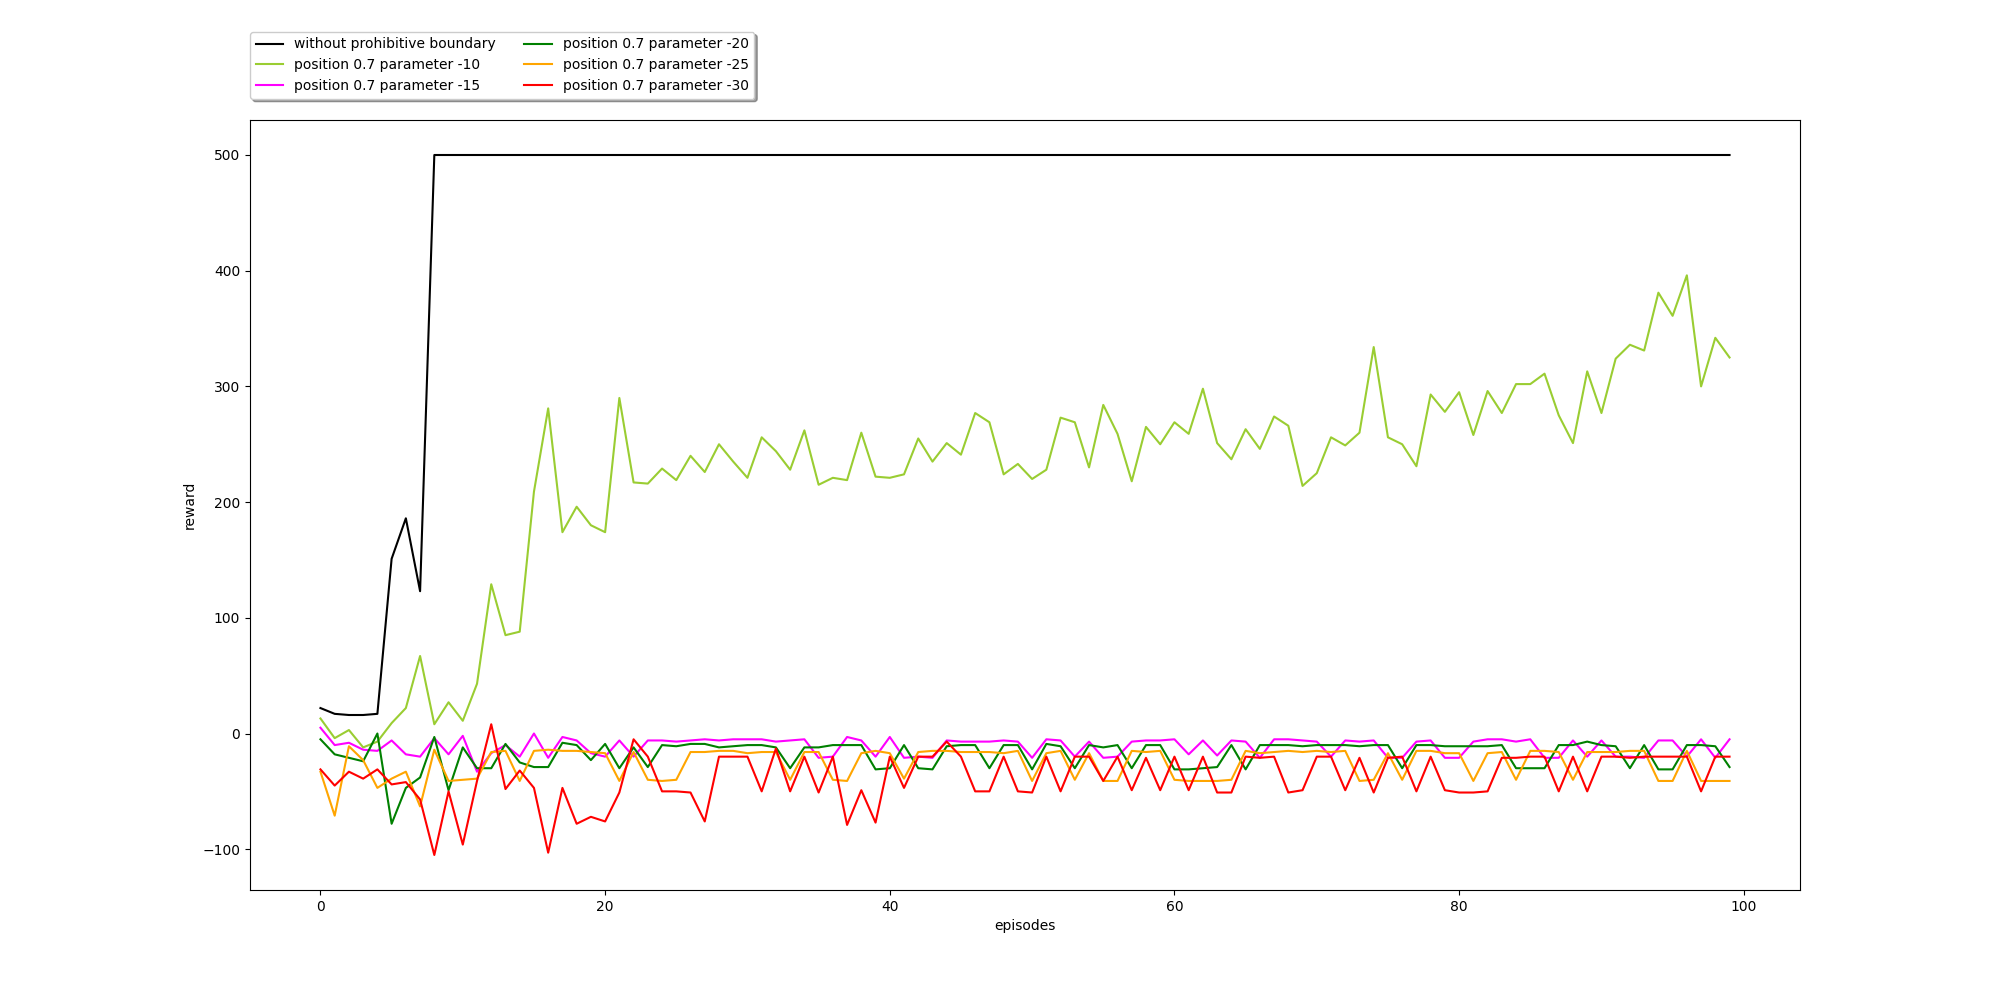 without prohibitive boundary
position 0.7 parameter -10
position 0.7 parameter -15
position 0.7 parameter -20
position 0.7 parameter -25
position 0.7 parameter -30
500
400
300
200
100
0
−100
reward
0 20 40 60 80 100
episodes